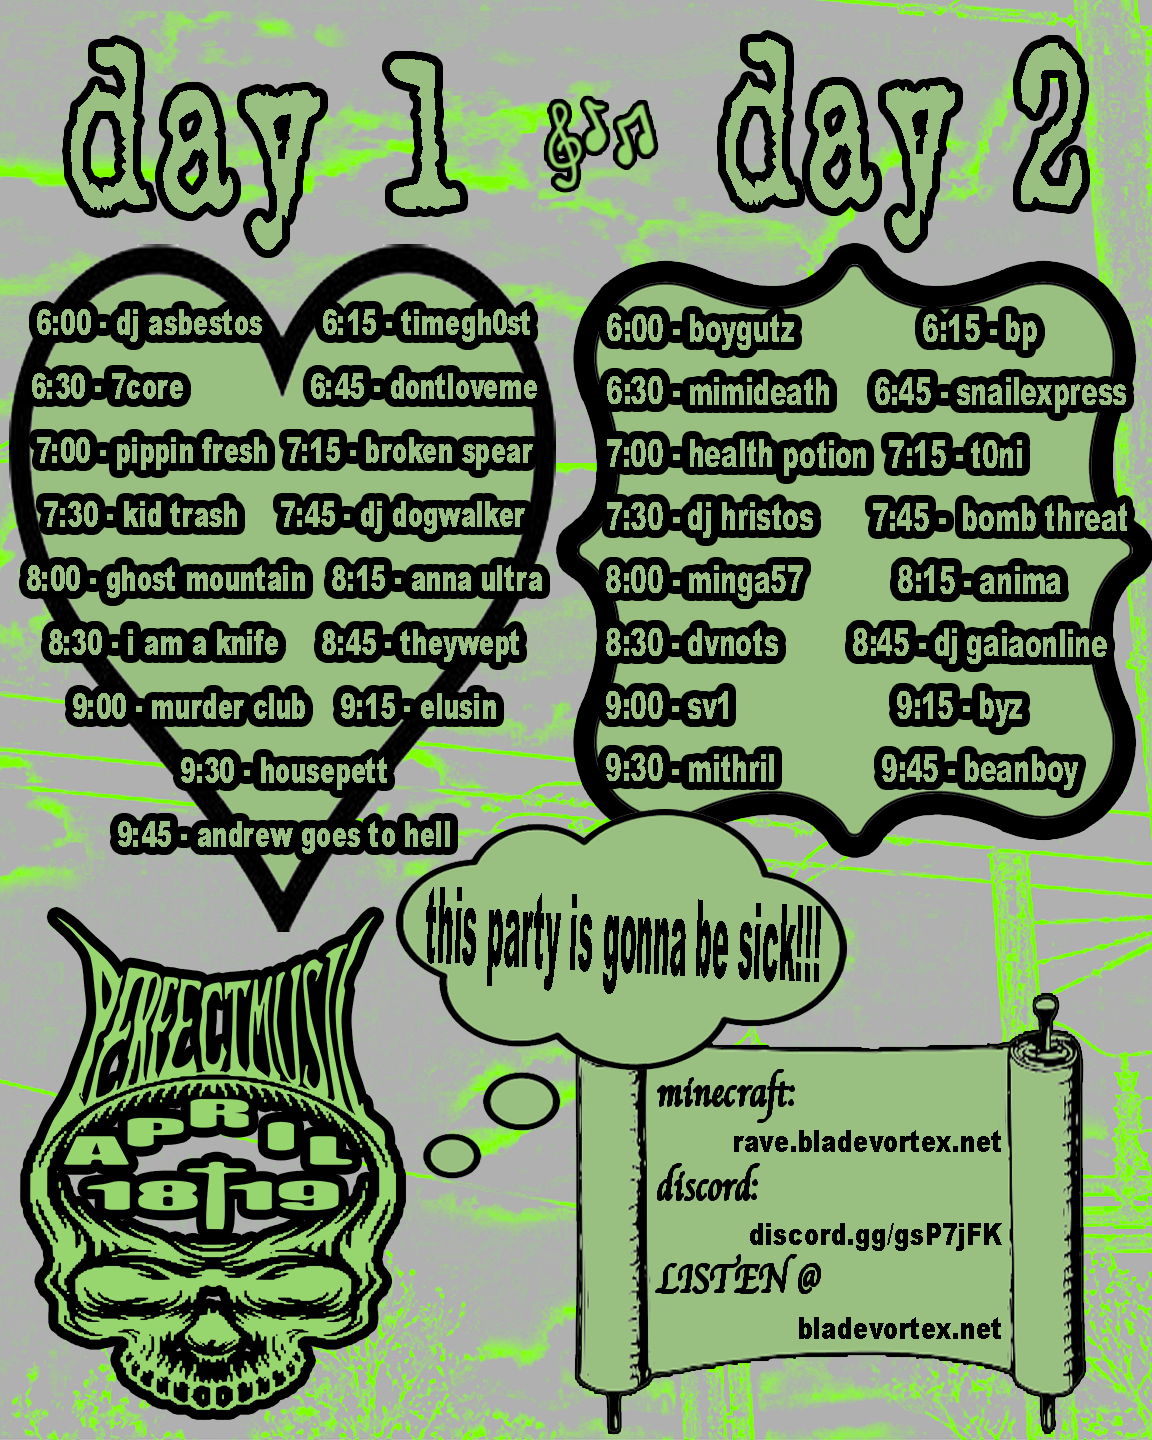 day 1
day 2
6:00 - dj asbestos
6:15 - timegh0st
6:30 - 7core
6:45 - dontloveme
7:00 - pippin fresh
7:15 - broken spear
7:30 - kid trash
7:45 - dj dogwalker
8:00 - ghost mountain
8:15 - anna ultra
8:30 - i am a knife
8:45 - theywept
9:00 - murder club
9:15 - elusin
9:30 - housepett
9:45 - andrew goes to hell
6:00 - boygutz
6:15 - bp
6:30 - mimideath
6:45 - snailexpress
7:00 - health potion
7:15 - t0ni
7:30 - dj hristos
7:45 - bomb threat
8:00 - minga57
8:15 - anima
8:30 - dvnots
8:45 - dj gaiaonline
9:00 - sv1
9:15 - byz
9:30 - mithril
9:45 - beanboy
this party is gonna be sick!!!
APRIL
18 19
minecraft:
rave.bladevortex.net
discord:
discord.gg/gsP7jFK
LISTEN @
bladevortex.net